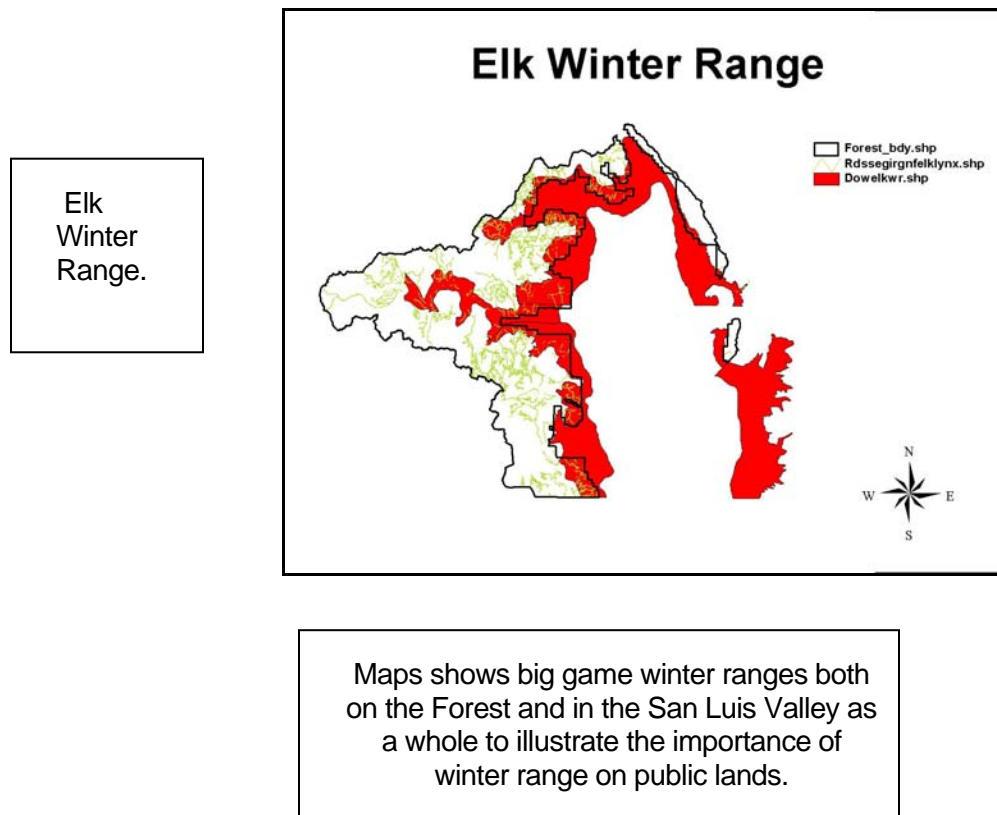 Elk Winter Range
Forest_bdy.shp
Rdssegirgnfelklynx.shp
Dowelkwr.shp
Elk
Winter
Range.
N
W
E
S
Maps shows big game winter ranges both
on the Forest and in the San Luis Valley as
a whole to illustrate the importance of
winter range on public lands.